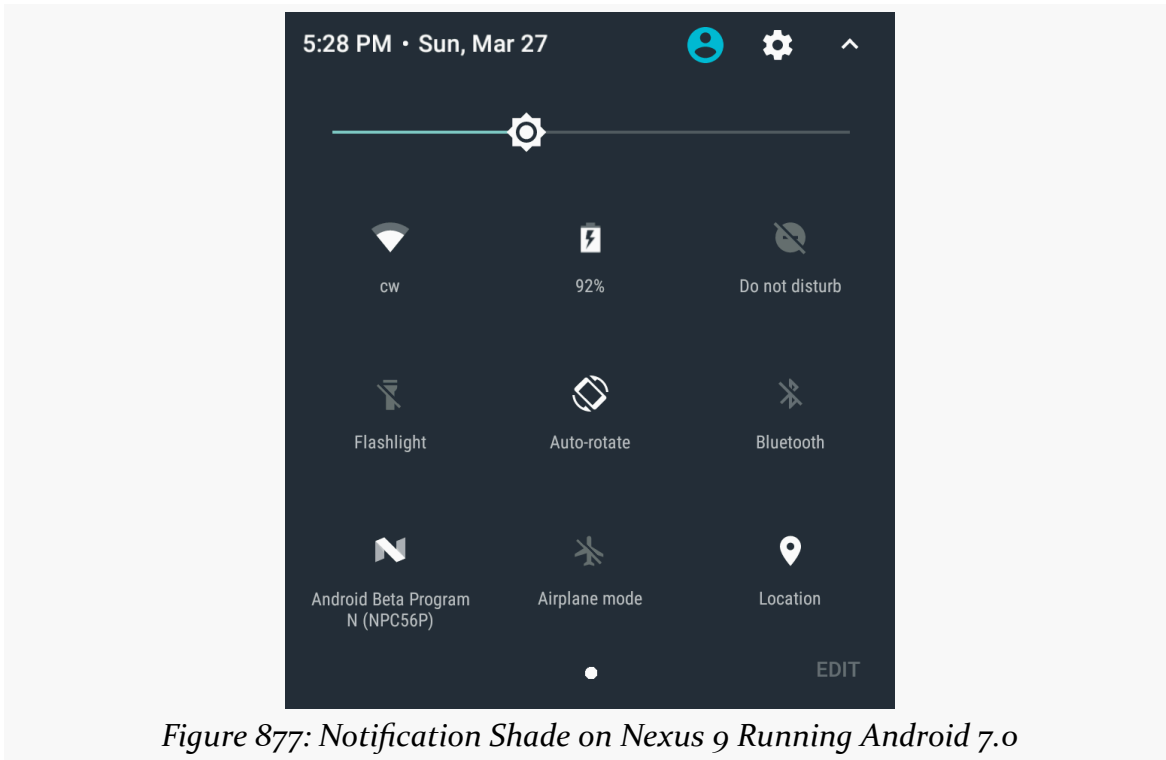 5:28 PM • Sun, Mar 27
cw
92%
Do not disturb
Flashlight
Auto-rotate
Bluetooth
Android Beta Program
N (NPC56P)
Airplane mode
Location
EDIT
Figure 877: Notification Shade on Nexus 9 Running Android 7.0